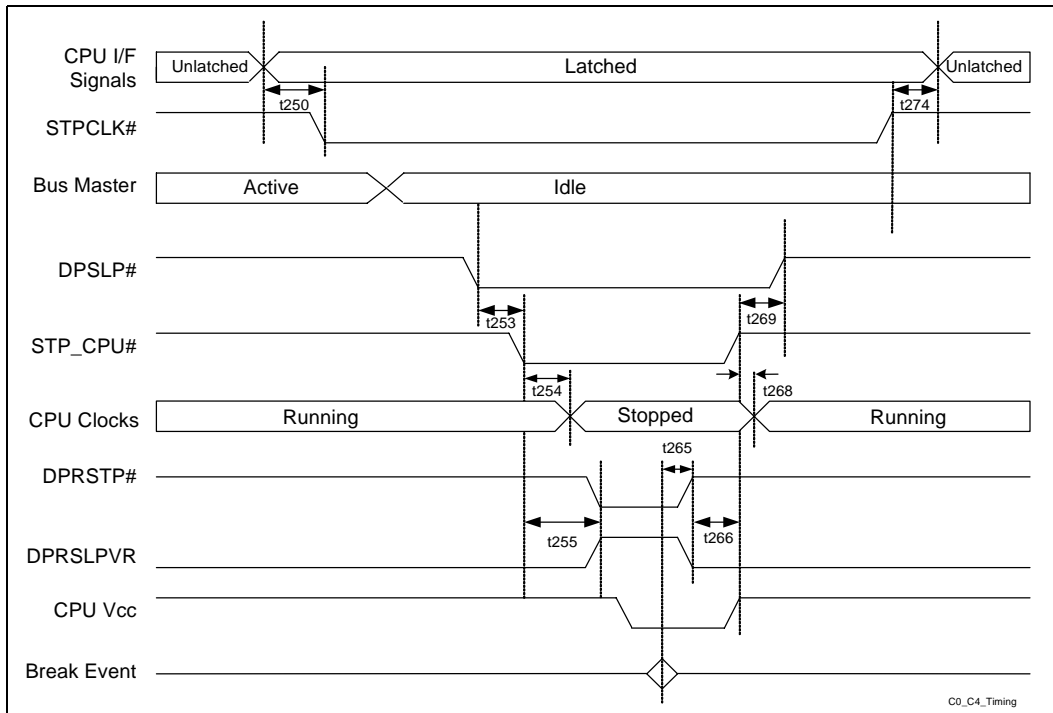 CPU I/F
Signals
Unlatched
Latched
Unlatched
t250
t274
STPCLK#
Bus Master
Active
Idle
DPSLP#
t253
t269
STP_CPU#
t254
t268
CPU Clocks
Running
Stopped
Running
t265
DPRSTP#
t255
t266
DPRSLPVR
CPU Vcc
Break Event
C0_C4_Timing